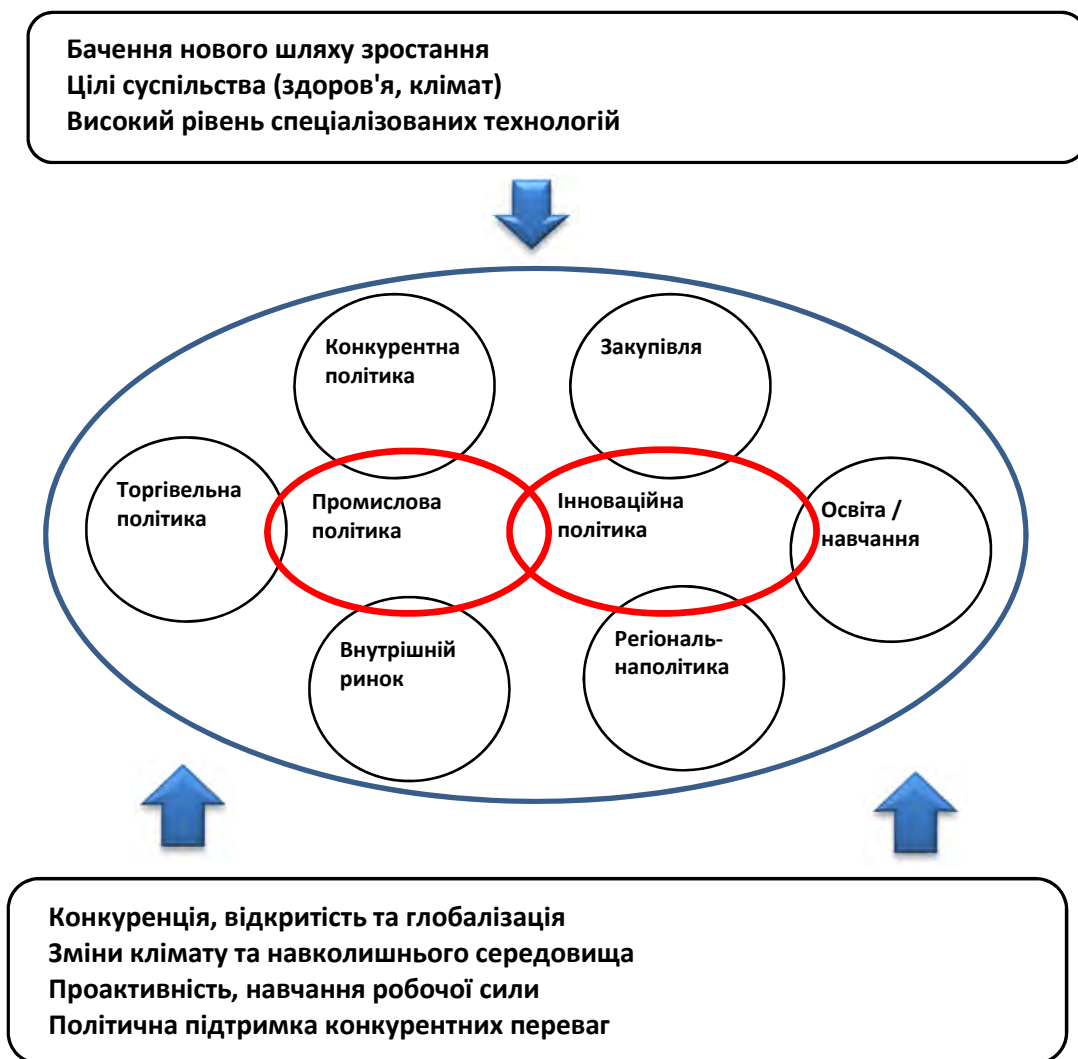 Бачення нового шляху зростання
Цілі суспільства (здоров'я, клімат)
Високий рівень спеціалізованих технологій
Конкурентна
політика
Закупівля
Торгівельна
політика
Промислова
політика
Інноваційна
політика
Освіта /
навчання
Внутрішній
ринок
Регіональ-
наполітика
Конкуренція, відкритість та глобалізація
Зміни клімату та навколишнього середовища
Проактивність, навчання робочої сили
Політична підтримка конкурентних переваг